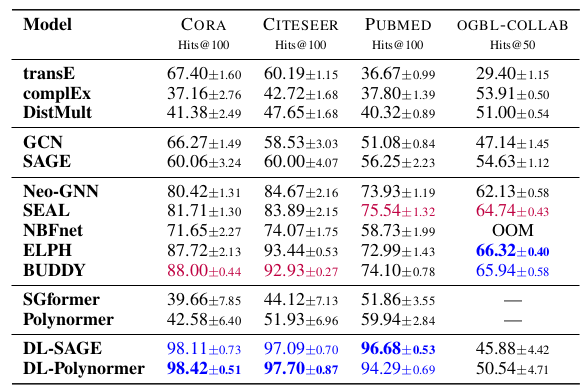 Model CORA CITESEER PUBMED OGBL-COLLAB
Hits@100 Hits@100 Hits@100 Hits@50
transE 67.40±1.60 60.19±1.15 36.67±0.99 29.40±1.15
complEx 37.16±2.76 42.72±1.68 37.80±1.39 53.91±0.50
DistMult 41.38±2.49 47.65±1.68 40.32±0.89 51.00±0.54
GCN 66.27±1.49 58.53±3.03 51.08±0.84 47.14±1.45
SAGE 60.06±3.24 60.00±4.07 56.25±2.23 54.63±1.12
Neo-GNN 80.42±1.31 84.67±2.16 73.93±1.19 62.13±0.58
SEAL 81.71±1.30 83.89±2.15 75.54±1.32 64.74±0.43
NBFnet 71.65±2.27 74.07±1.75 58.73±1.99 OOM
ELPH 87.72±2.13 93.44±0.53 72.99±1.43 66.32±0.40
BUDDY 88.00±0.44 92.93±0.27 74.10±0.78 65.94±0.58
SGformer 39.66±7.85 44.12±7.13 51.86±3.55 —
Polynormer 42.58±6.40 51.93±6.96 59.94±2.84 —
DL-SAGE 98.11±0.73 97.09±0.70 96.68±0.53 45.88±4.42
DL-Polynormer 98.42±0.51 97.70±0.87 94.29±0.69 50.54±4.71